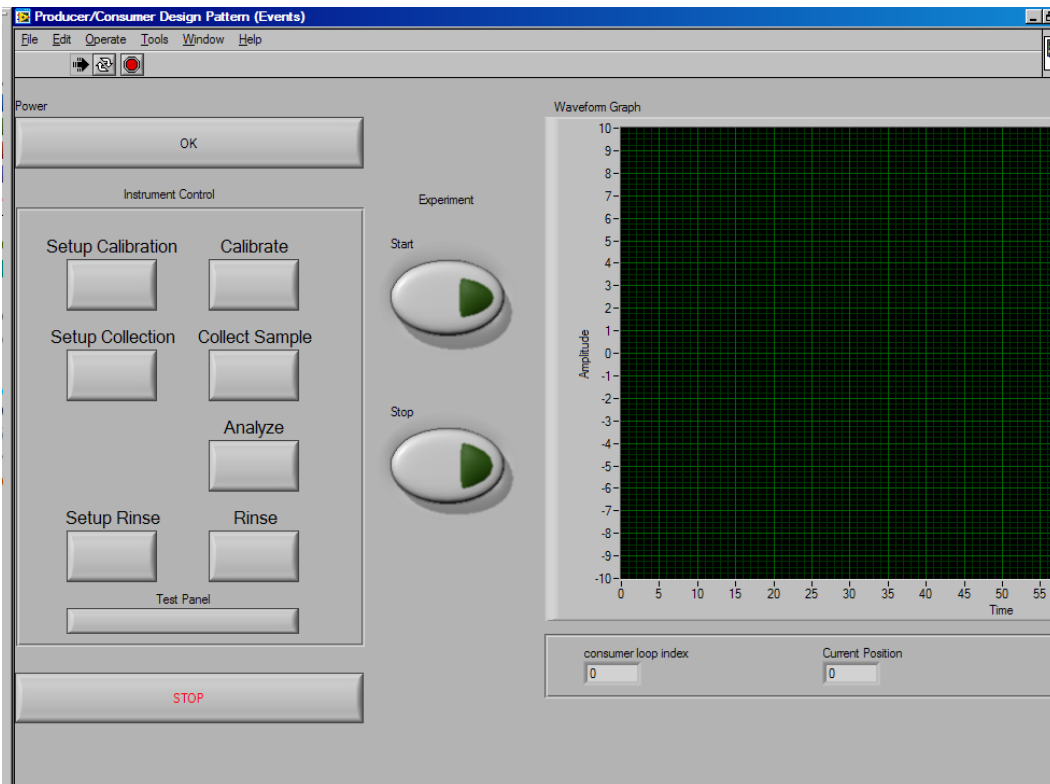 Producer/Consumer Design Pattern (Events)
File Edit Operate Tools Window Help
Power
OK
Instrument Control
Setup Calibration Calibrate
Setup Collection Collect Sample
Analyze
Setup Rinse Rinse
Test Panel
STOP
Experiment
Start
Stop
Waveform Graph
10
9
8
7
6
5
4
3
2
1
0
-1
-2
-3
-4
-5
-6
-7
-8
-9
-10
Amplitude
0 5 10 15 20 25 30 35 40 45 50 55
Time
consumer loop index Current Position
0 0